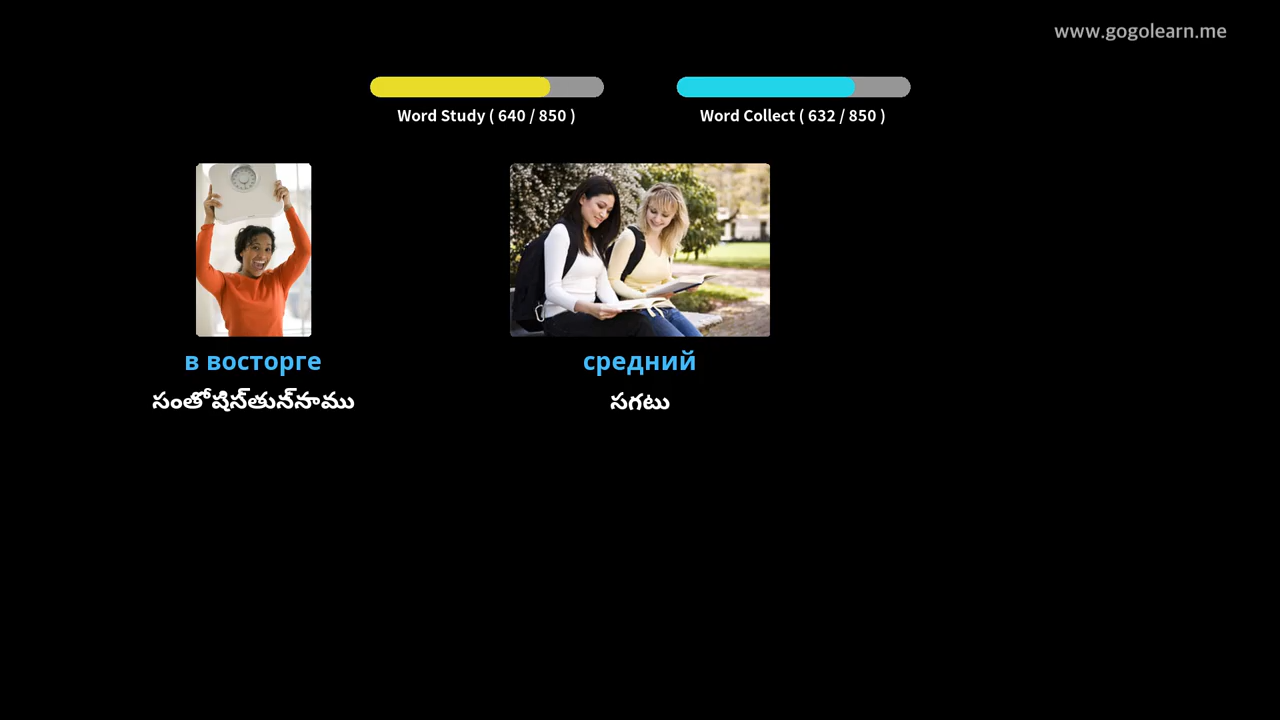 www.gogolearn.me
Word Study ( 640 / 850 )
Word Collect ( 632 / 850 )
в восторге
సంతోషిన్‌తున్‌నాము
средний
సగటు